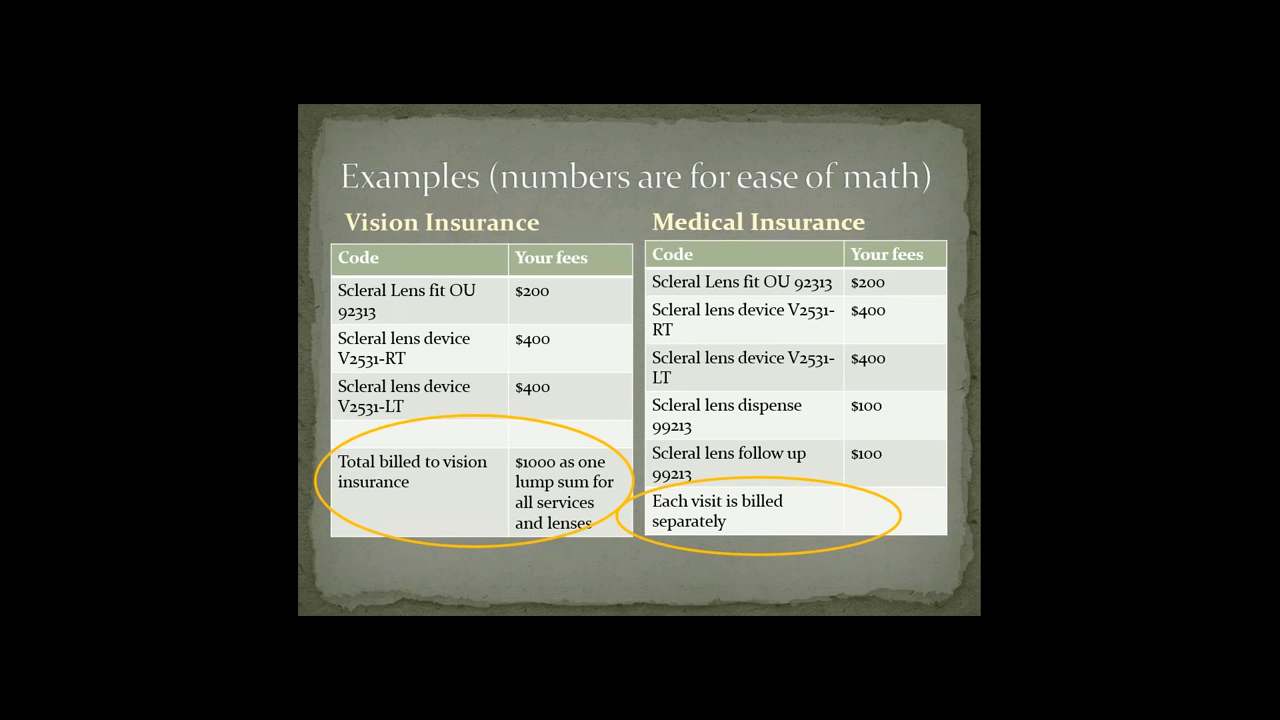 Examples (numbers are for ease of math)
Vision Insurance
Code Your fees
Scleral Lens fit OU $200
92313
Scleral lens device $400
V2531-RT
Scleral lens device $400
V2531-LT
Total billed to vision $1000 as one
insurance lump sum for
all services
and lenses
Medical Insurance
Code Your fees
Scleral Lens fit OU 92313 $200
Scleral lens device V2531- $400
RT
Scleral lens device V2531- $400
LT
Scleral lens dispense $100
99213
Scleral lens follow up $100
99213
Each visit is billed
separately